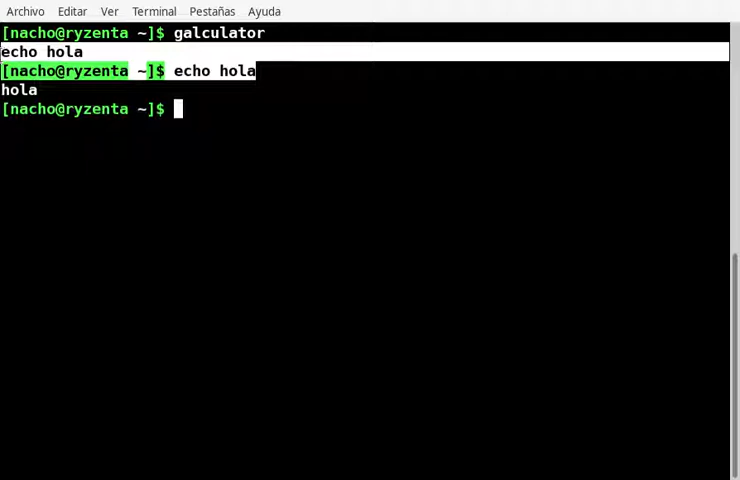 Archivo Editar Ver Terminal Pestañas Ayuda
[nacho@ryzenta ~]$ galculator
echo hola
[nacho@ryzenta ~]$ echo hola
hola
[nacho@ryzenta ~]$